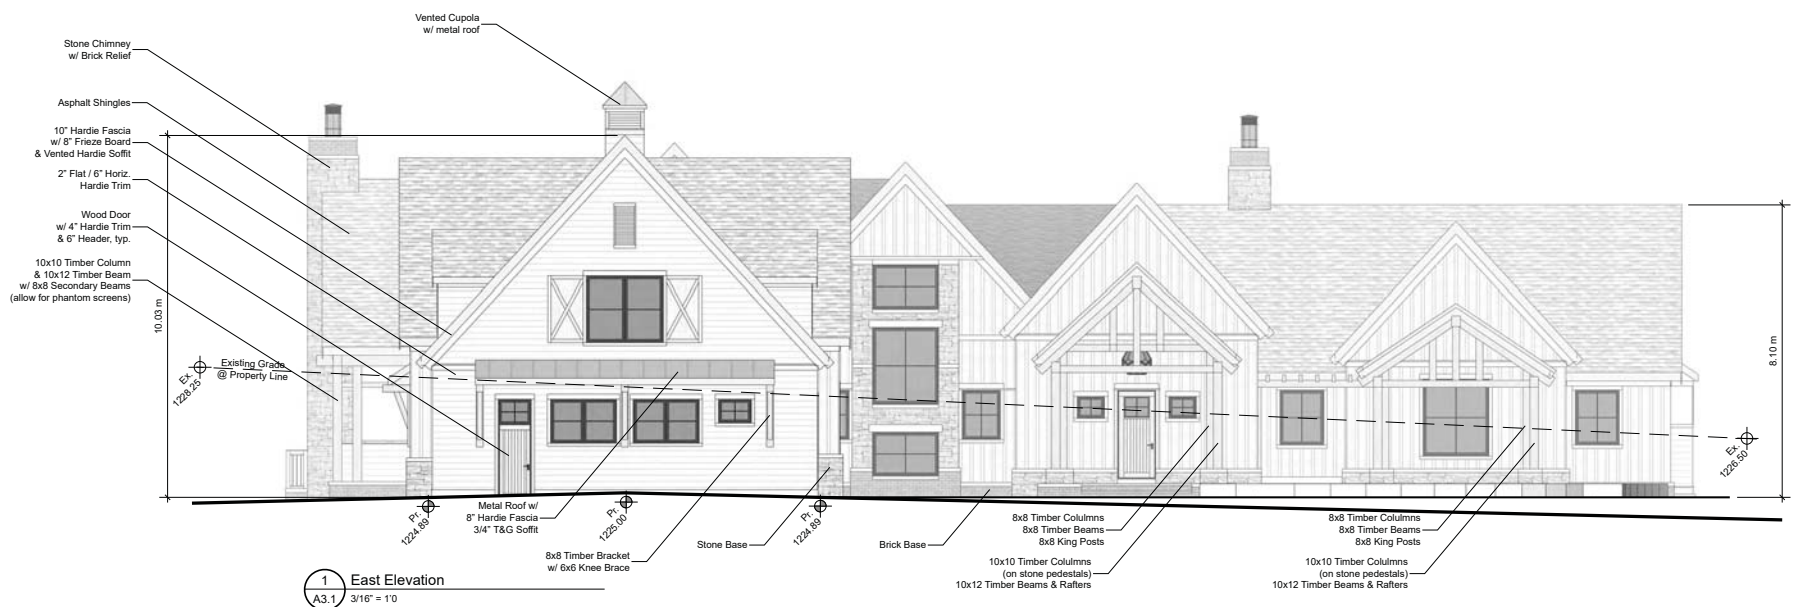 Vented Cupola
w/ metal roof
Stone Chimney
w/ Brick Relief
Asphalt Shingles
10" Hardie Fascia
w/ 8" Frieze Board
& Vented Hardie Soffit
2" Flat / 6" Horiz.
Hardie Trim
Wood Door
w/ 4" Hardie Trim
& 6" Header, typ.
10x10 Timber Column
& 10x12 Timber Beam
w/ 8x8 Secondary Beams
(allow for phantom screens)
10.03 m
8.10 m
Existing Grade
@ Property Line
Ex.
1228.25
Ex.
1226.50
Pr.
1224.89
Pr.
1225.00
Pr.
1224.89
Metal Roof w/
8" Hardie Fascia
3/4" T&G Soffit
8x8 Timber Bracket
w/ 6x6 Knee Brace
Stone Base
Brick Base
8x8 Timber Colulmns
8x8 Timber Beams
8x8 King Posts
10x10 Timber Colulmns
(on stone pedestals)
10x12 Timber Beams & Rafters
8x8 Timber Colulmns
8x8 Timber Beams
8x8 King Posts
10x10 Timber Colulmns
(on stone pedestals)
10x12 Timber Beams & Rafters
1
A3.1
East Elevation
3/16" = 1'0